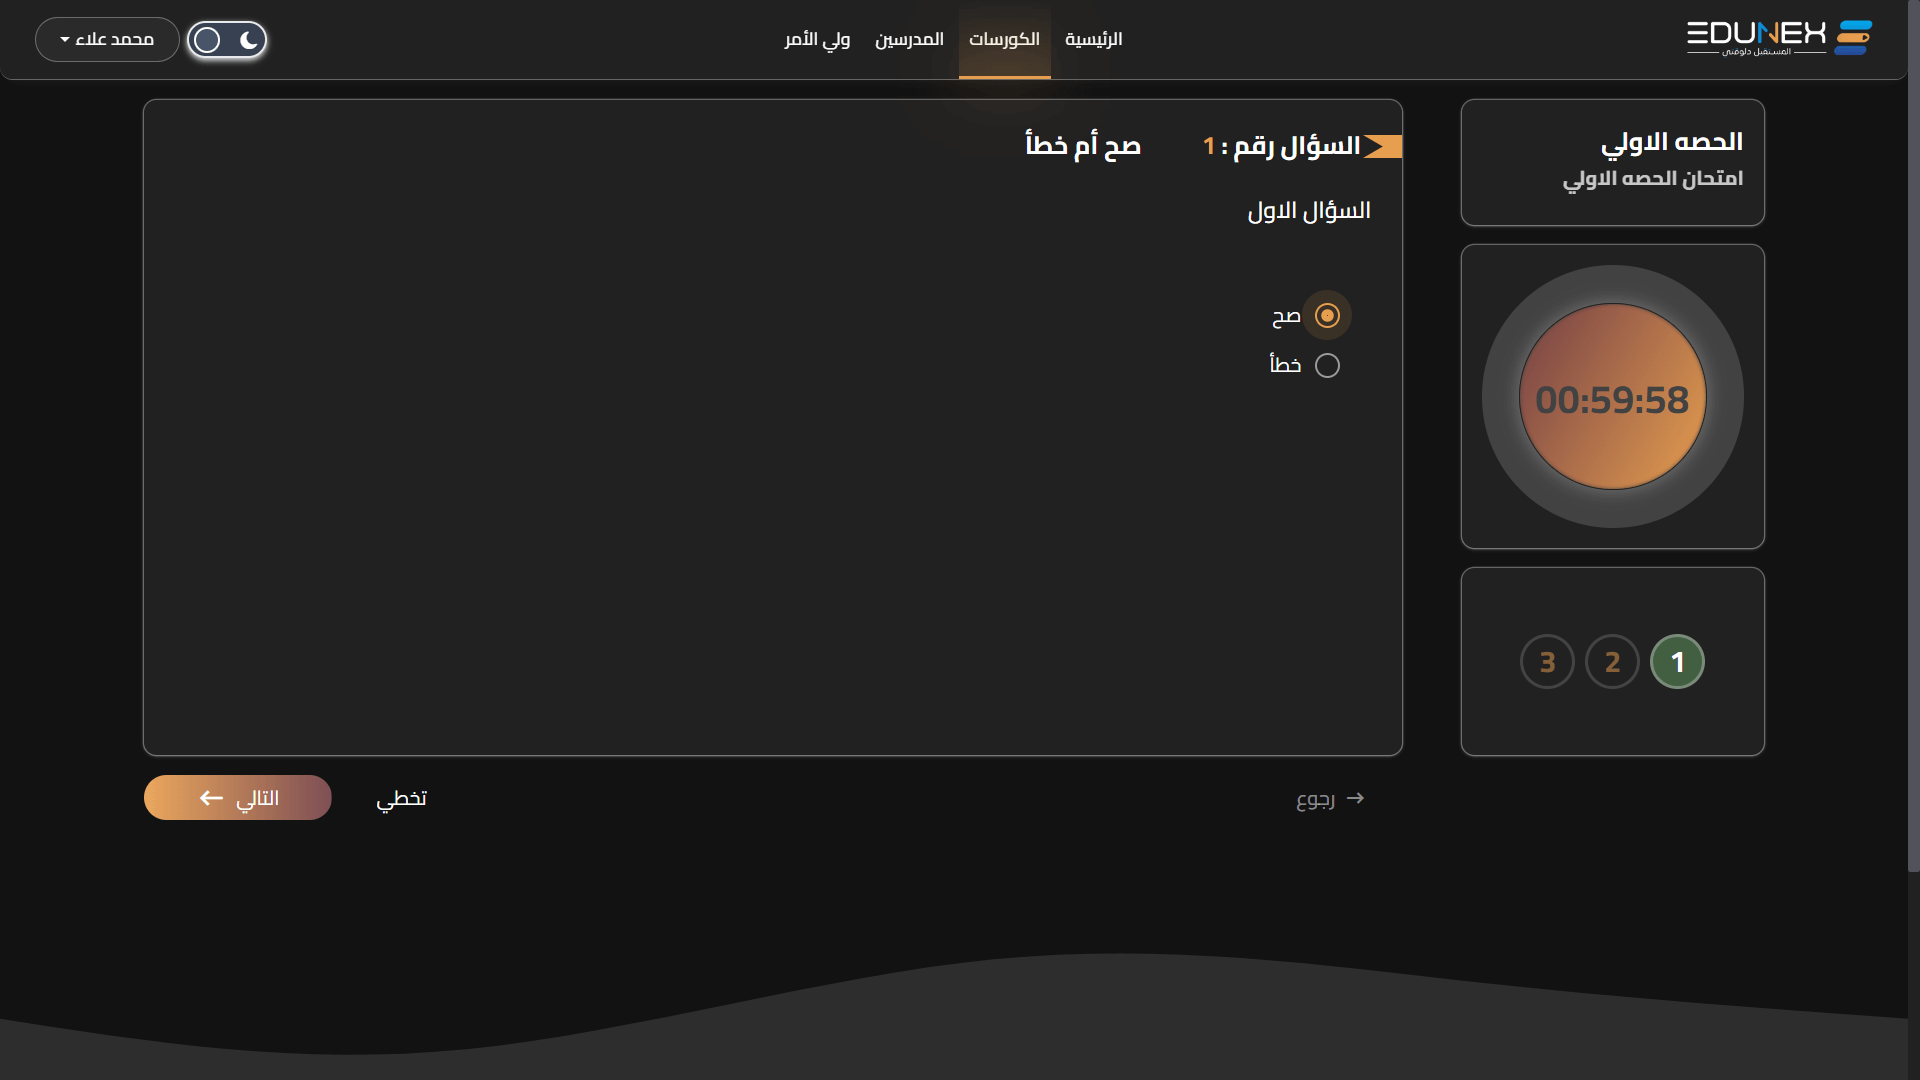 EDUNEX
المستقبل دلوقتي
الرئيسية
الكورسات
المدرسين
ولي الأمر
محمد علاء
الحصه الاولي
امتحان الحصه الاولي
00:59:58
1
2
3
السؤال رقم : 1
صح أم خطأ
السؤال الاول
صح
خطأ
رجوع
تخطي
التالي